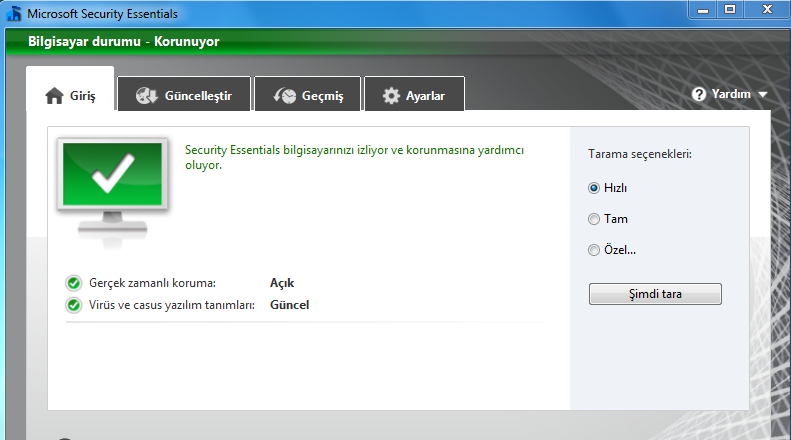 Microsoft Security Essentials
Bilgisayar durumu - Korunuyor
Giriş
Güncelleştir
Geçmiş
Ayarlar
Yardım
Security Essentials bilgisayarınızı izliyor ve korunmasına yardımcı
oluyor.
Tarama seçenekleri:
Hızlı
Tam
Özel...
Şimdi tara
Gerçek zamanlı koruma: Açık
Virüs ve casus yazılım tanımları: Güncel